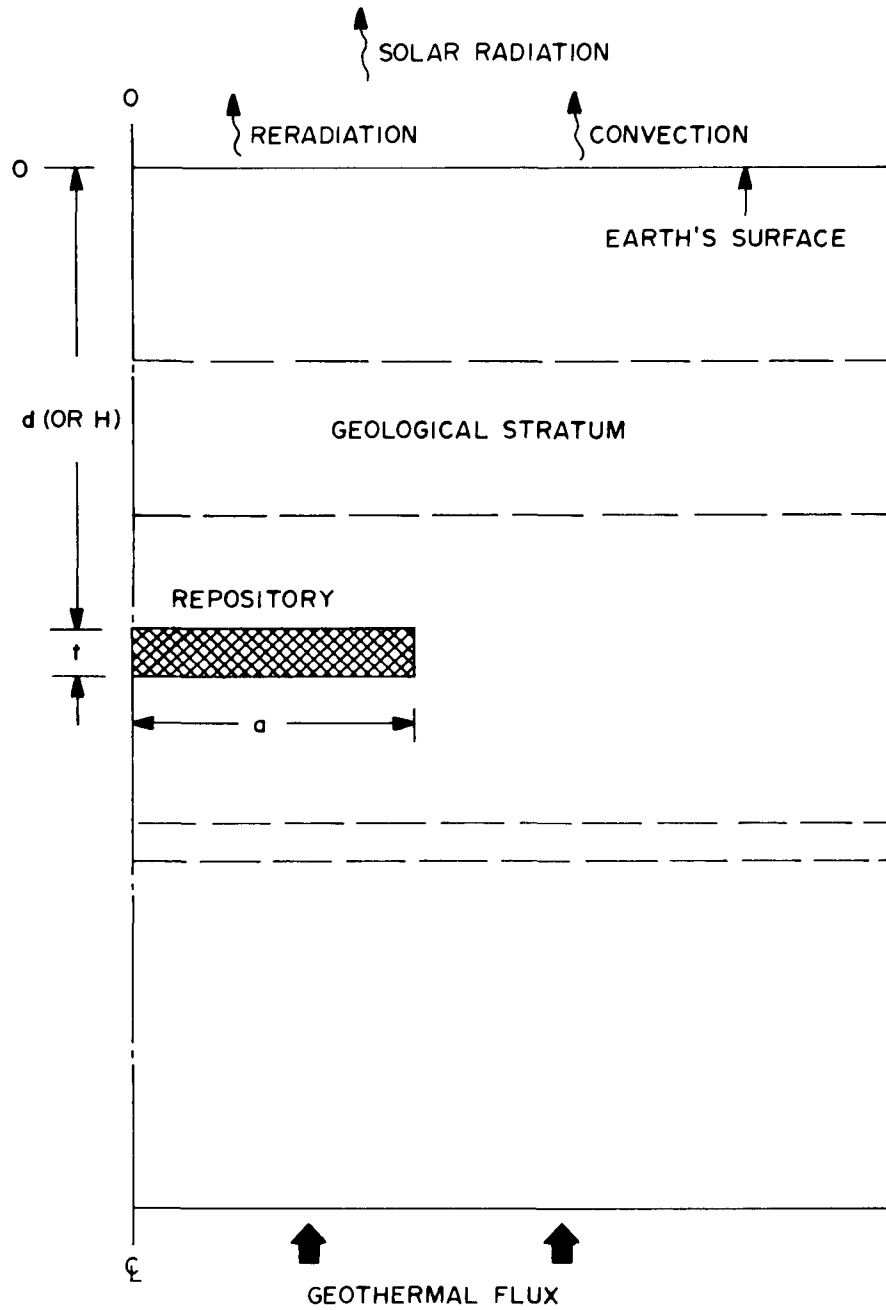 SOLAR RADIATION
O
RERADIATION
CONVECTION
O
EARTH'S SURFACE
d (OR H)
GEOLOGICAL STRATUM
REPOSITORY
t
a
℄
GEOTHERMAL FLUX